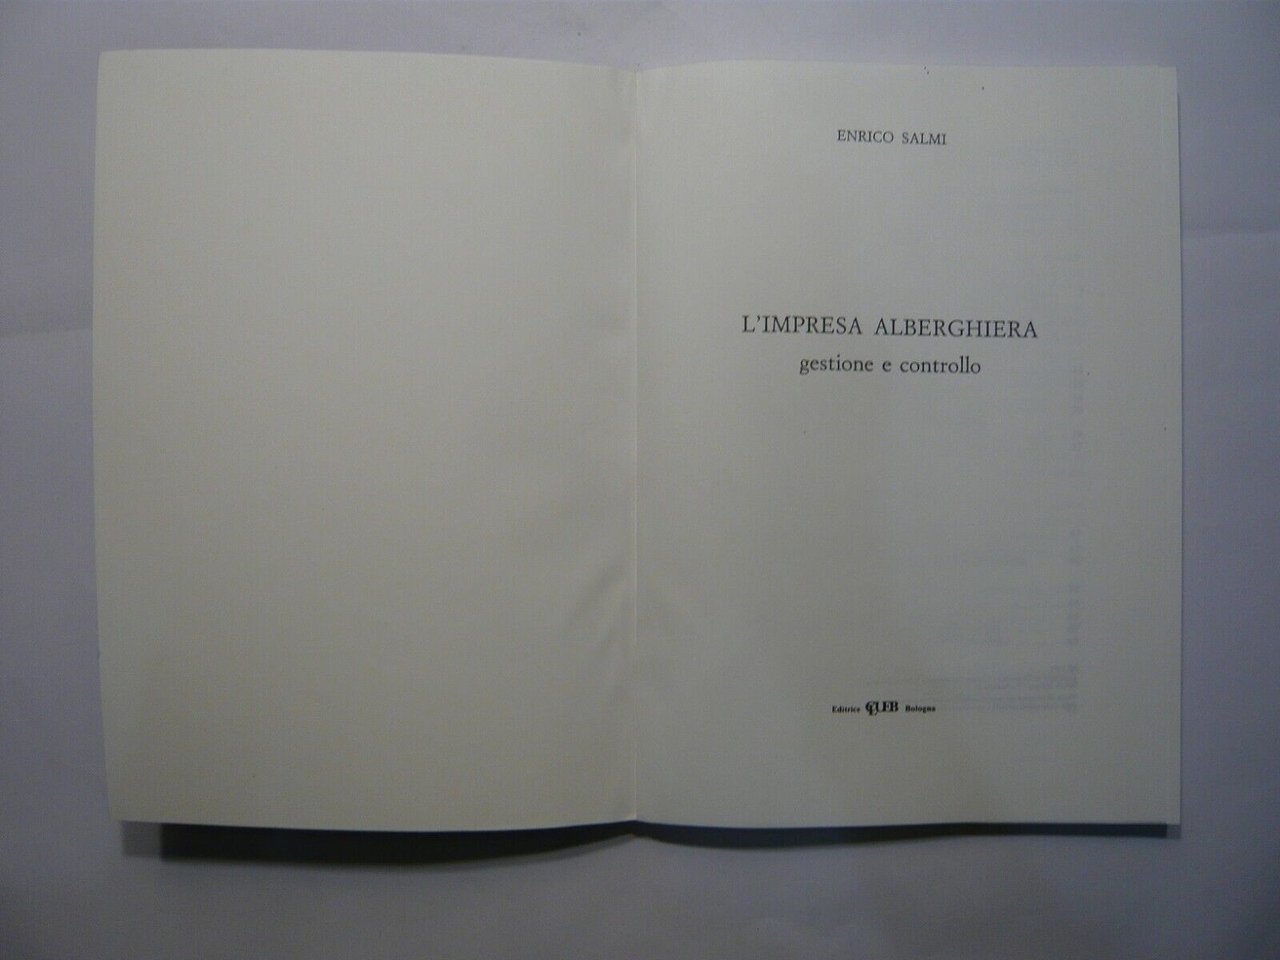 ENRICO SALMI
L'IMPRESA ALBERGHIERA
gestione e controllo
Editrice CLUEB Bologna